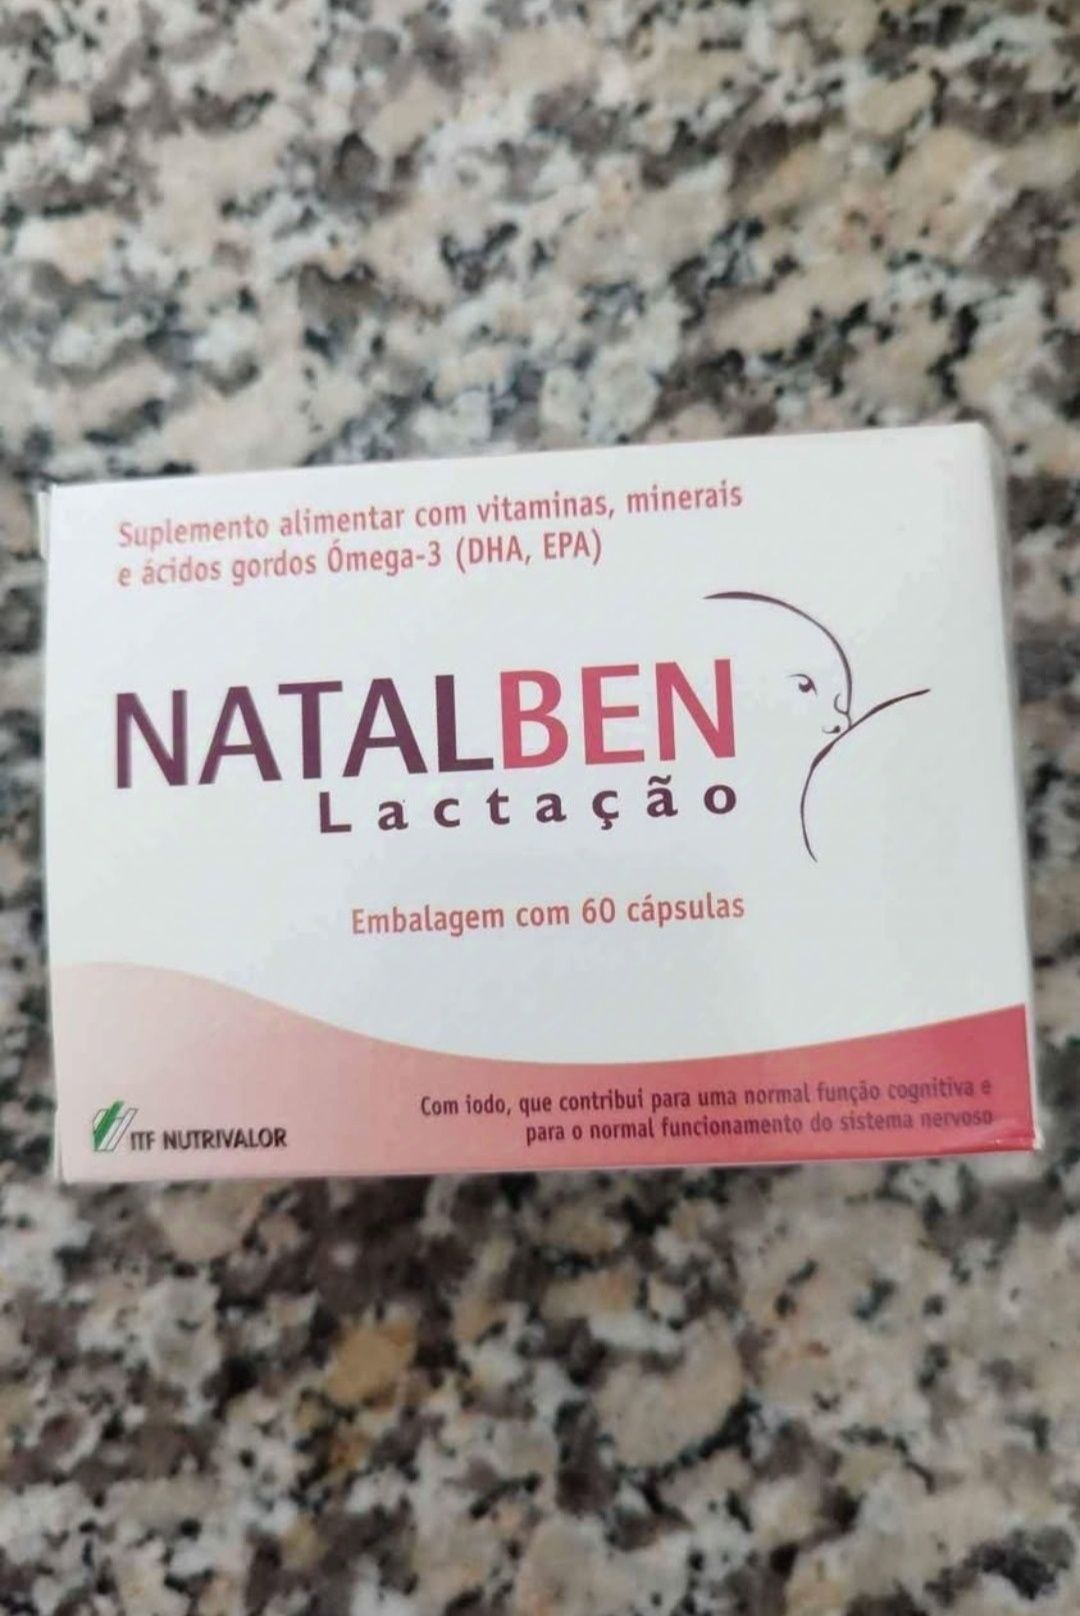 Suplemento alimentar com vitaminas, minerais
e ácidos gordos Ómega-3 (DHA, EPA)
NATALBEN
Lactação
Embalagem com 60 cápsulas
ITF NUTRIVALOR
Com iodo, que contribui para uma normal função cognitiva e
para o normal funcionamento do sistema nervoso